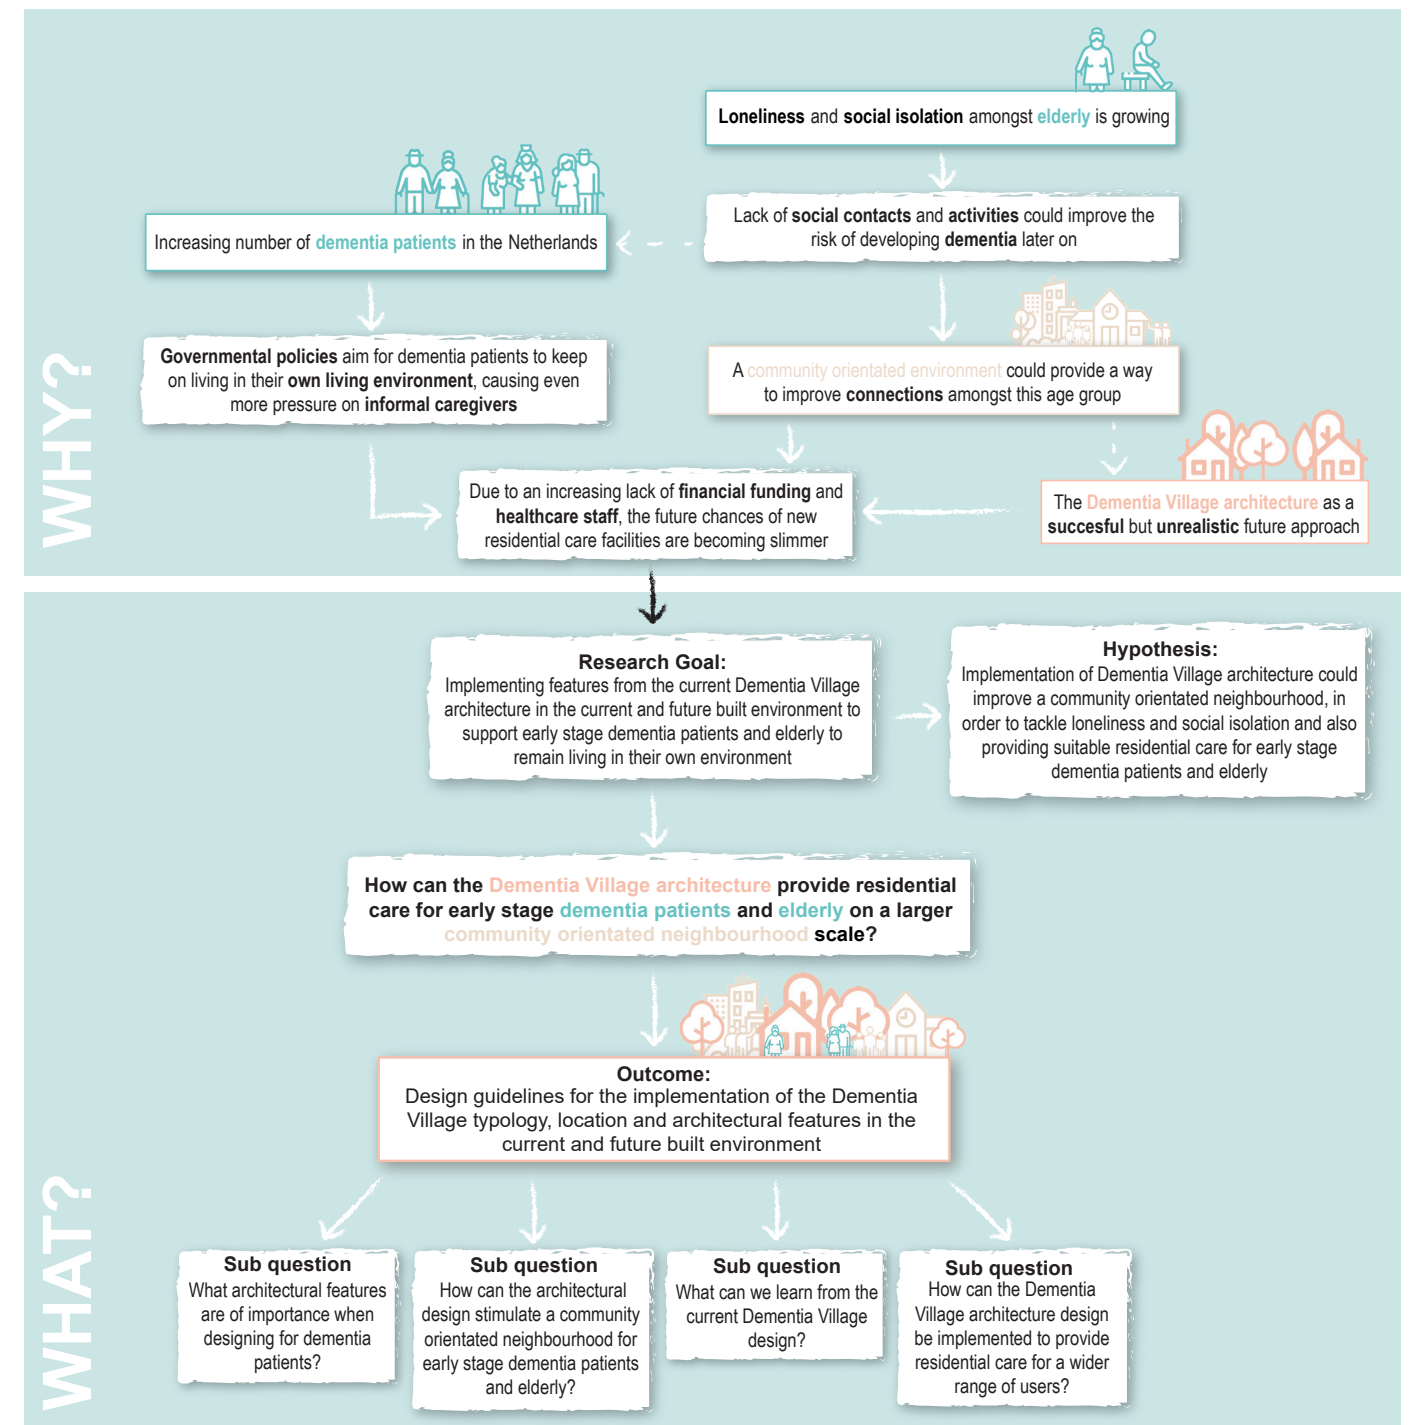 WHY?
Loneliness and social isolation amongst elderly is growing
Lack of social contacts and activities could improve the
risk of developing dementia later on
Increasing number of dementia patients in the Netherlands
Governmental policies aim for dementia patients to keep
on living in their own living environment, causing even
more pressure on informal caregivers
A community orientated environment could provide a way
to improve connections amongst this age group
The Dementia Village architecture as a
succesful but unrealistic future approach
Due to an increasing lack of financial funding and
healthcare staff, the future chances of new
residential care facilities are becoming slimmer
WHAT?
Research Goal:
Implementing features from the current Dementia Village
architecture in the current and future built environment to
support early stage dementia patients and elderly to
remain living in their own environment
Hypothesis:
Implementation of Dementia Village architecture could
improve a community orientated neighbourhood, in
order to tackle loneliness and social isolation and also
providing suitable residential care for early stage
dementia patients and elderly
How can the Dementia Village architecture provide residential
care for early stage dementia patients and elderly on a larger
community orientated neighbourhood scale?
Outcome:
Design guidelines for the implementation of the Dementia
Village typology, location and architectural features in the
current and future built environment
Sub question
What architectural features
are of importance when
designing for dementia
patients?
Sub question
How can the architectural
design stimulate a community
orientated neighbourhood for
early stage dementia patients
and elderly?
Sub question
What can we learn from the
current Dementia Village
design?
Sub question
How can the Dementia
Village architecture design
be implemented to provide
residential care for a wider
range of users?